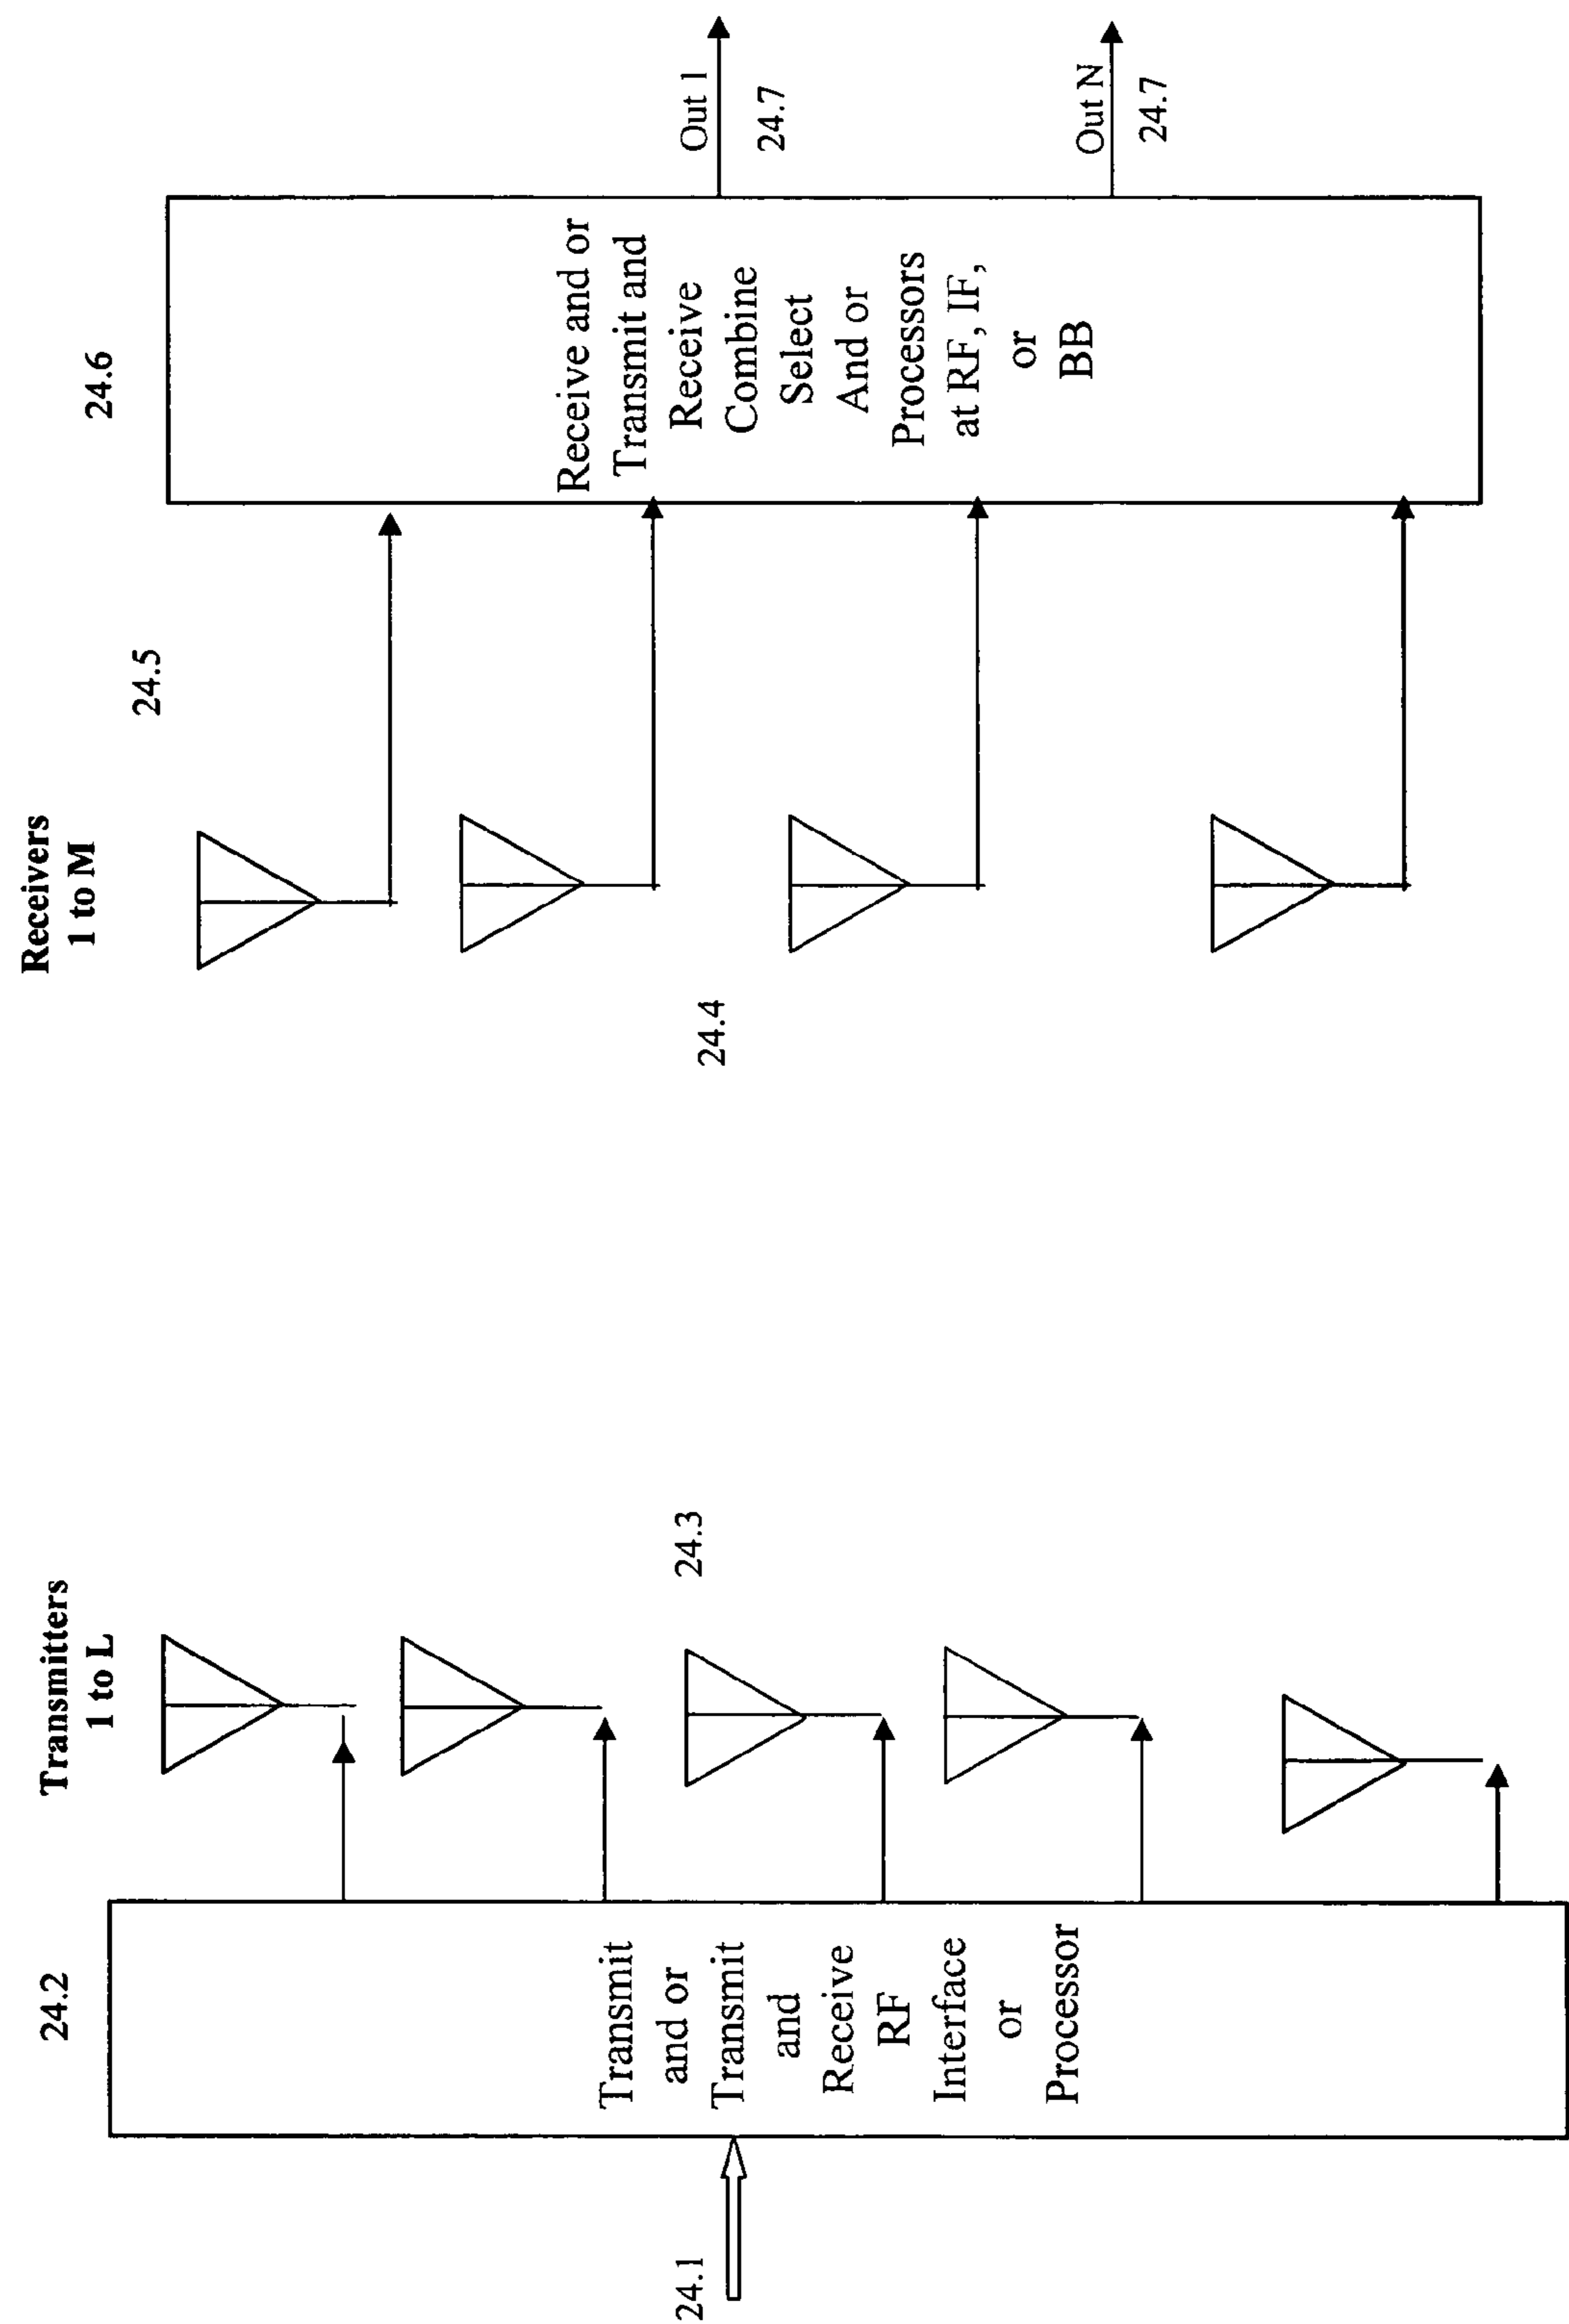 24.1
24.2
Transmit
and or
Transmit
and
Receive
RF
Interface
or
Processor
Transmitters
1 to L
24.3
24.4
Receivers
1 to M
24.5
24.6
Receive and or
Transmit and
Receive
Combine
Select
And or
Processors
at RF, IF,
or
BB
Out 1
24.7
Out N
24.7